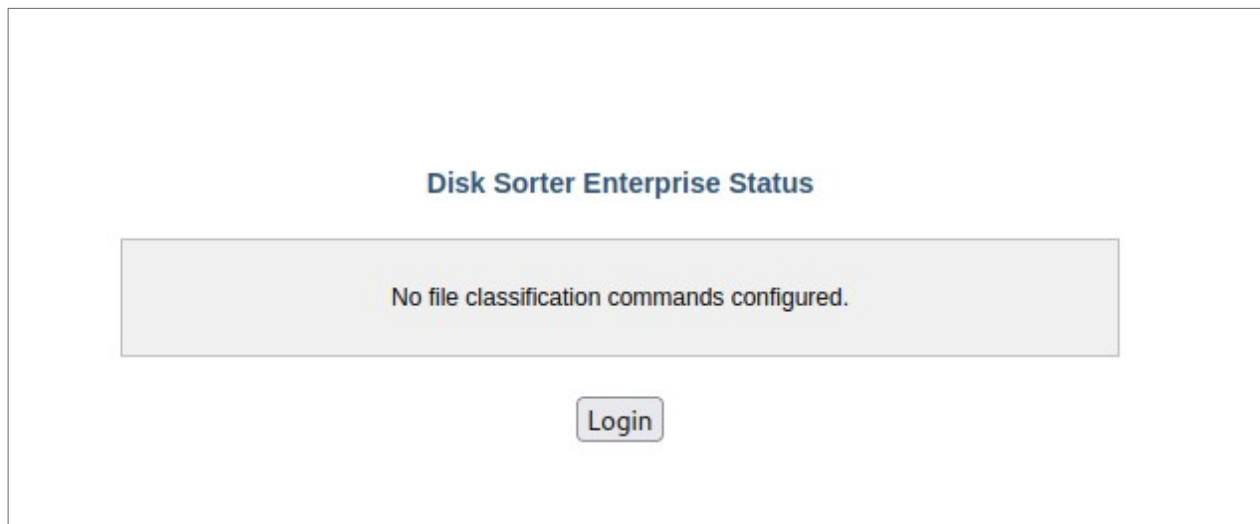 Disk Sorter Enterprise Status
No file classification commands configured.
Login